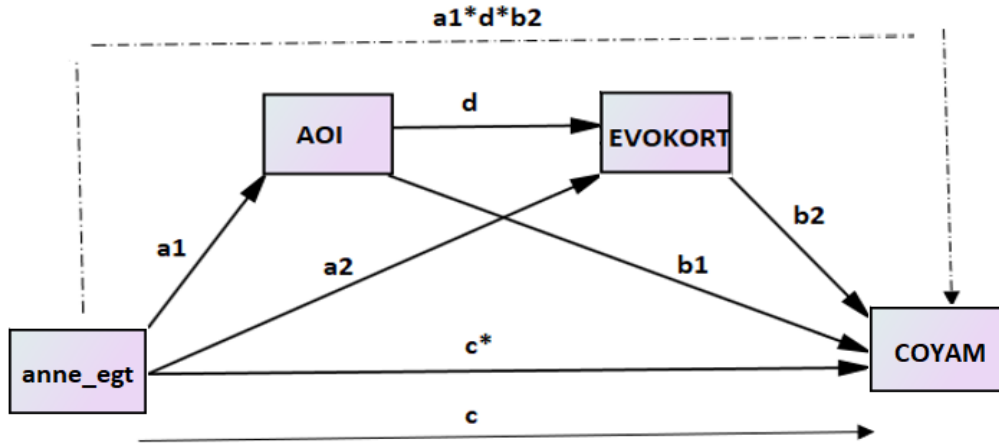 a1*d*b2
d
AOI
EVOKORT
a1
a2
b1
b2
c*
anne_egt
COYAM
c